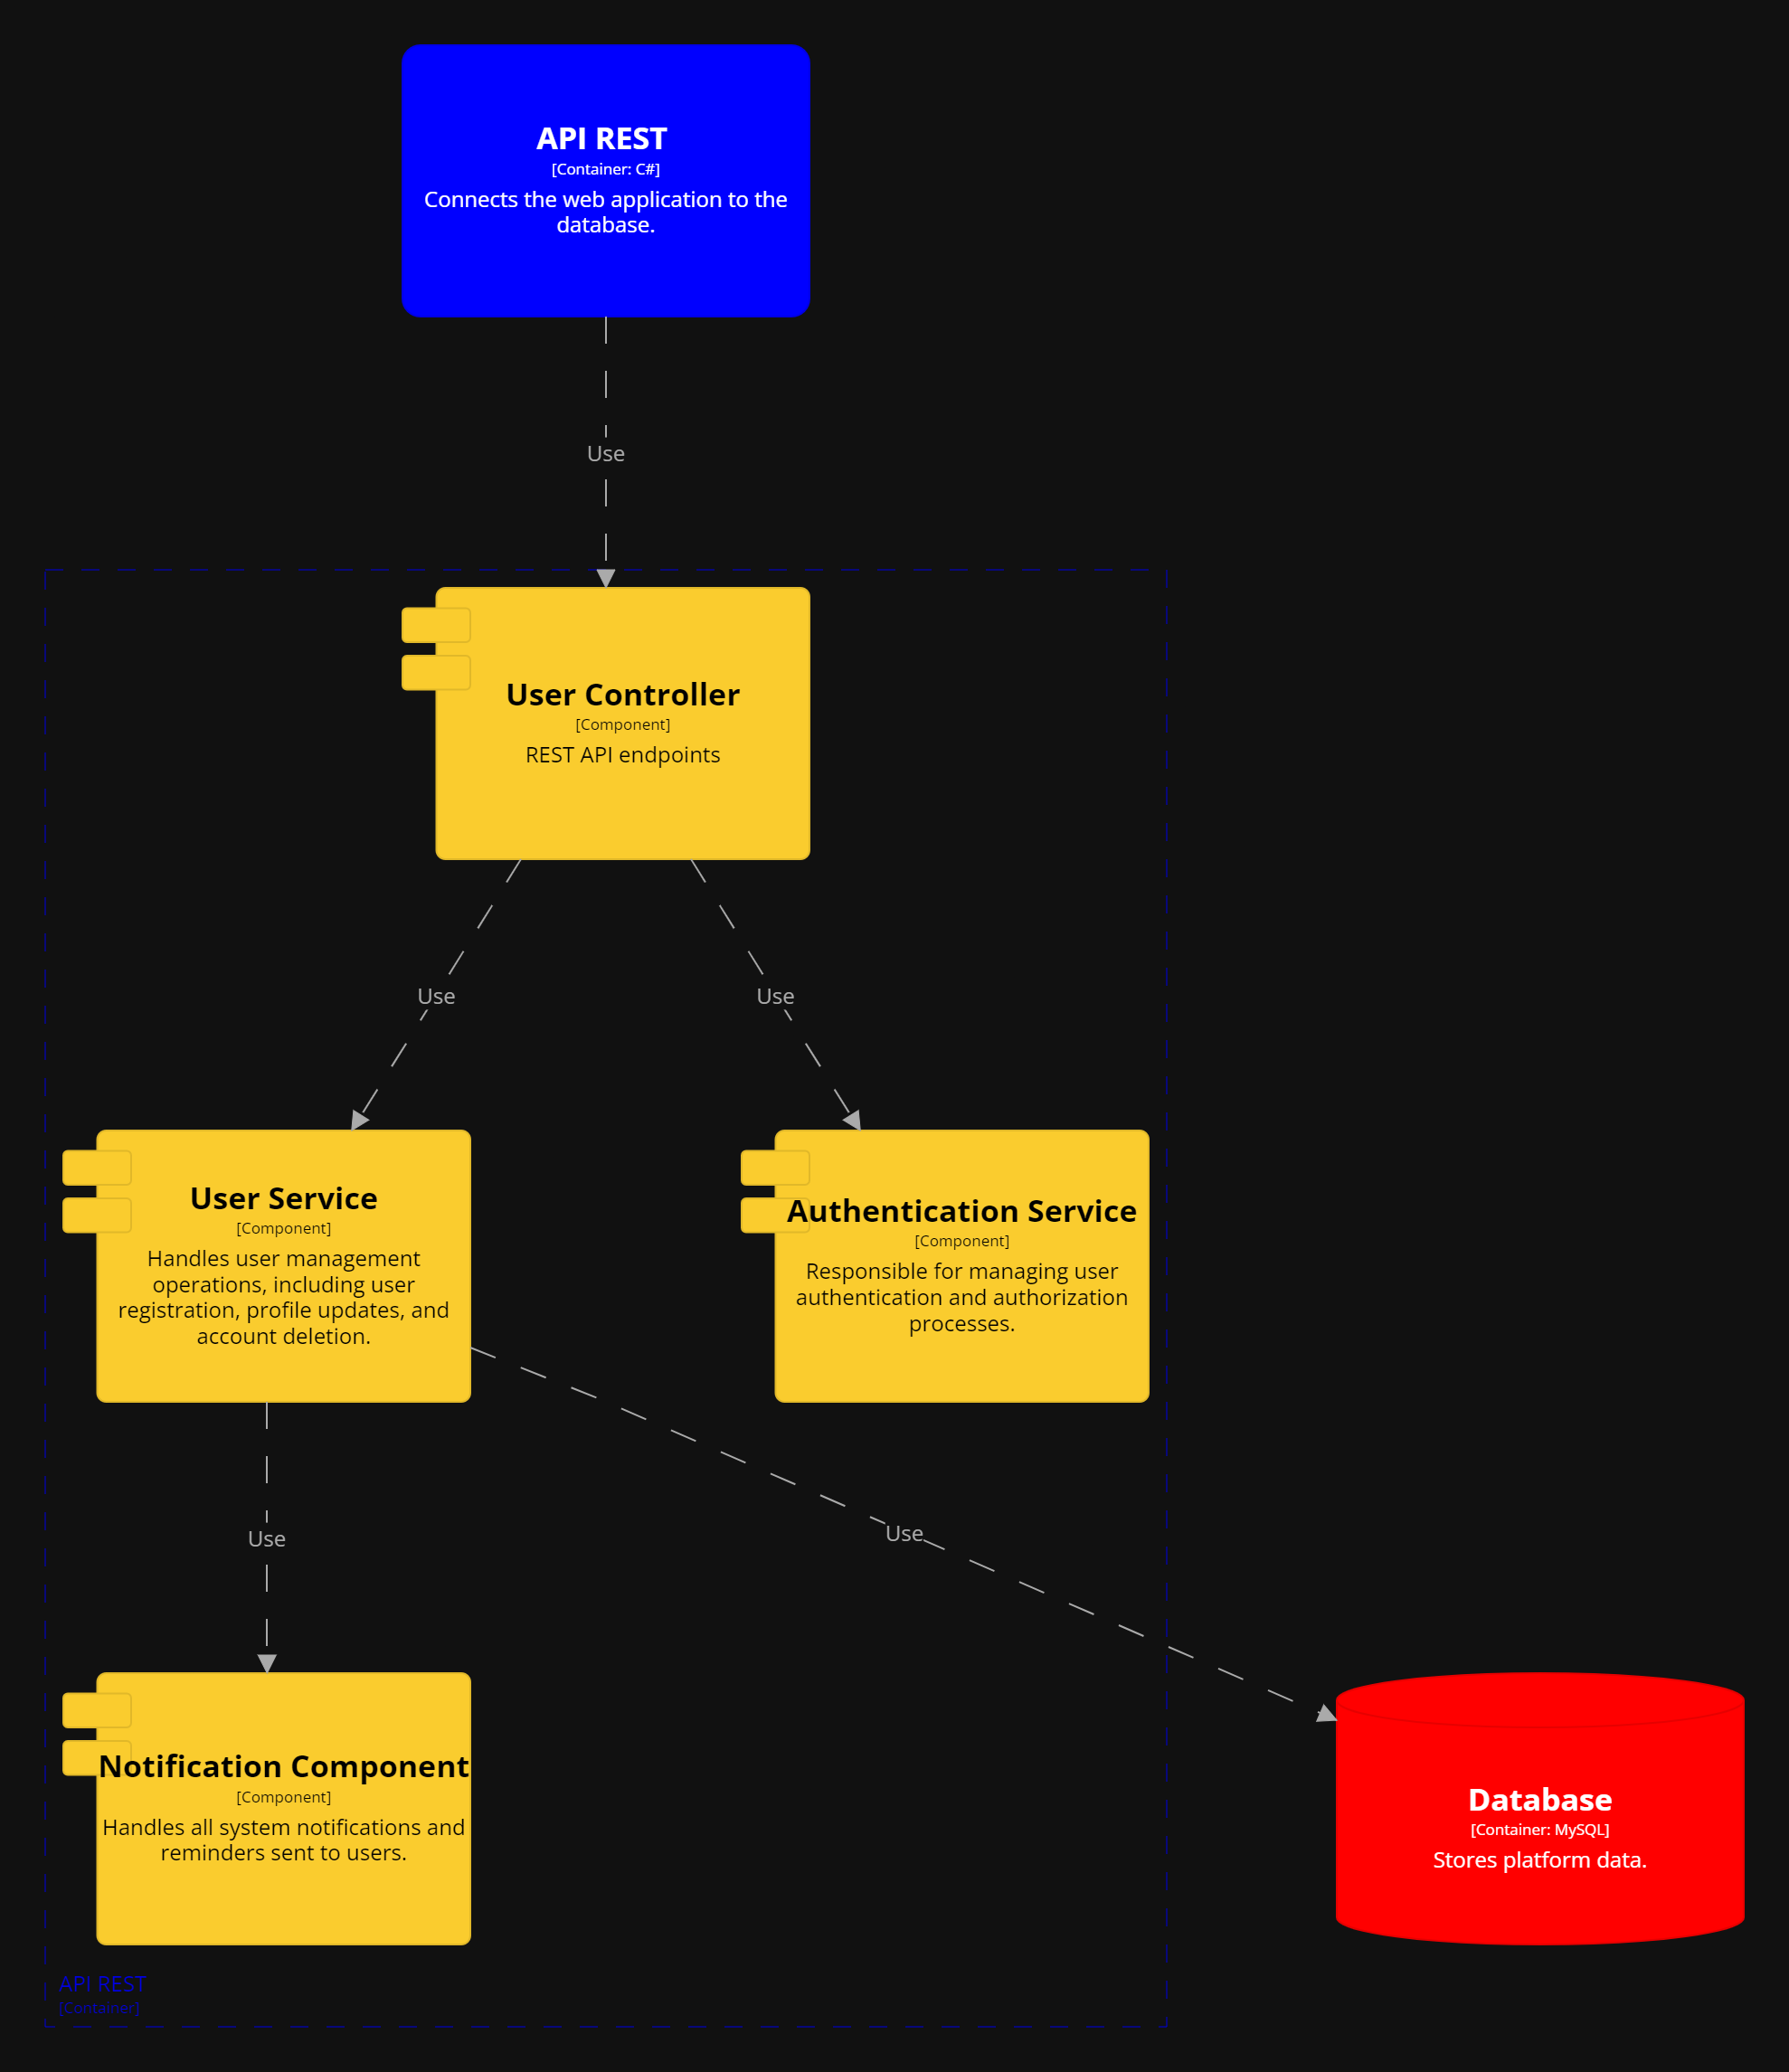 API REST
[Container: C#]
Connects the web application to the
database.
Use
User Controller
[Component]
REST API endpoints
Use
Use
User Service
[Component]
Handles user management
operations, including user
registration, profile updates, and
account deletion.
Authentication Service
[Component]
Responsible for managing user
authentication and authorization
processes.
Use
Use
Notification Component
[Component]
Handles all system notifications and
reminders sent to users.
Database
[Container: MySQL]
Stores platform data.
API REST
[Container]